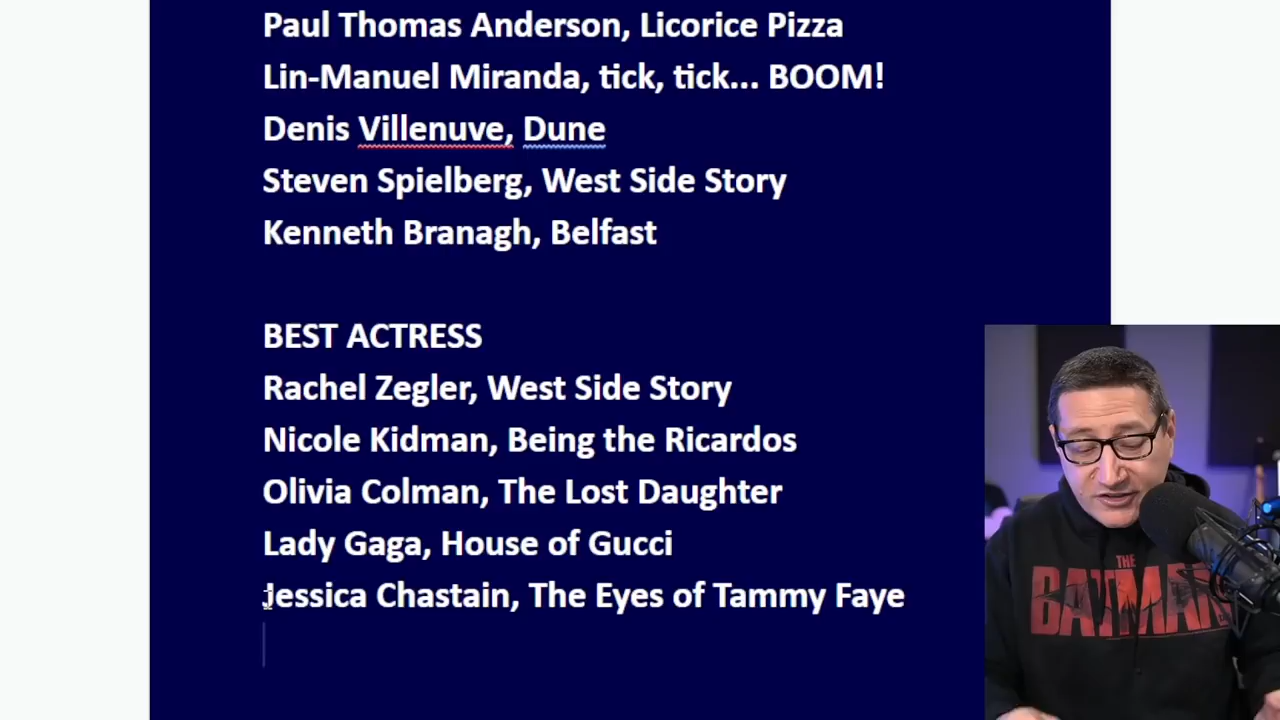 Paul Thomas Anderson, Licorice Pizza
Lin-Manuel Miranda, tick, tick... BOOM!
Denis Villenuve, Dune
Steven Spielberg, West Side Story
Kenneth Branagh, Belfast
BEST ACTRESS
Rachel Zegler, West Side Story
Nicole Kidman, Being the Ricardos
Olivia Colman, The Lost Daughter
Lady Gaga, House of Gucci
Jessica Chastain, The Eyes of Tammy Faye
THE
BATMAN